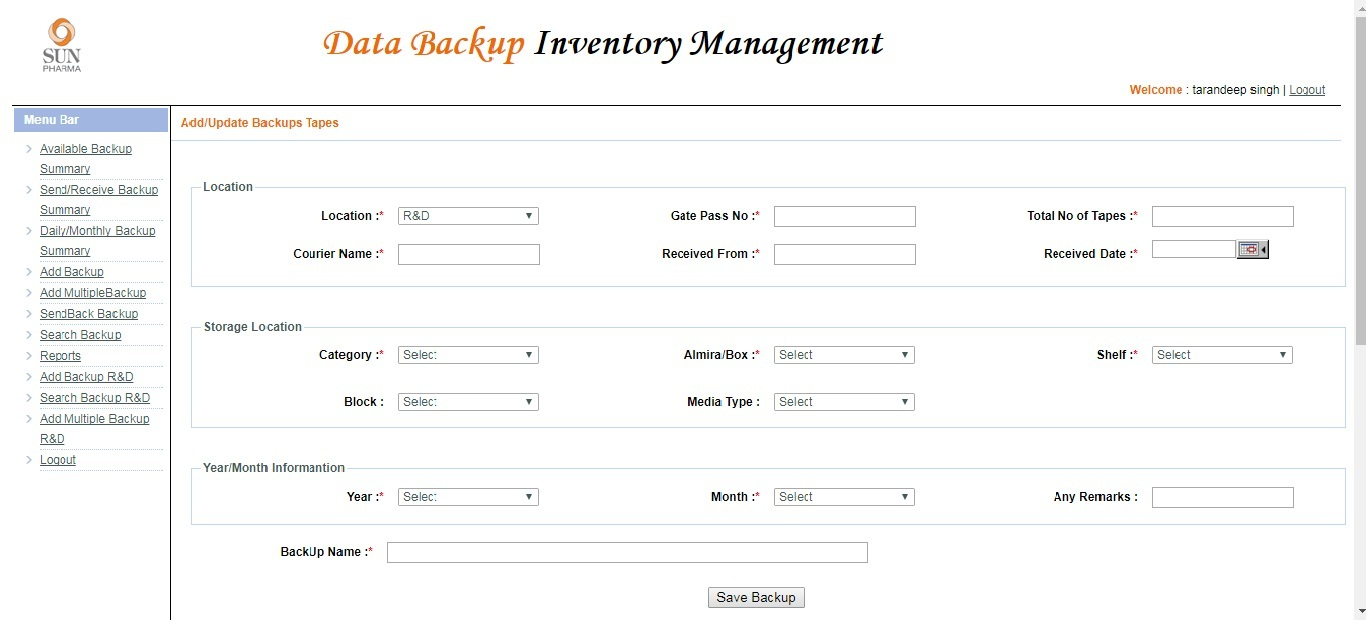 SUN
PHARMA
Data Backup Inventory Management
Welcome : tarandeep singh | Logout
Menu Bar
Available Backup
Summary
Send/Receive Backup
Summary
Daily/Monthly Backup
Summary
Add Backup
Add MultipleBackup
SendBack Backup
Search Backup
Reports
Add Backup R&D
Search Backup R&D
Add Multiple Backup
R&D
Logout
Add/Update Backups Tapes
Location
Location :* R&D Gate Pass No :* Total No of Tapes :*
Courier Name :* Received From :* Received Date :*
Storage Location
Category :* Select Almira/Box :* Select Shelf :* Select
Block : Select Media Type : Select
Year/Month Informantion
Year :* Select Month :* Select Any Remarks :
BackUp Name :*
Save Backup